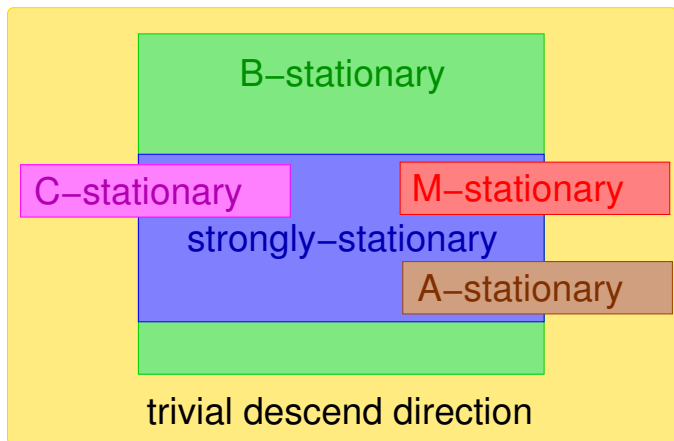 B−stationary
C−stationary
M−stationary
strongly−stationary
A−stationary
trivial descend direction